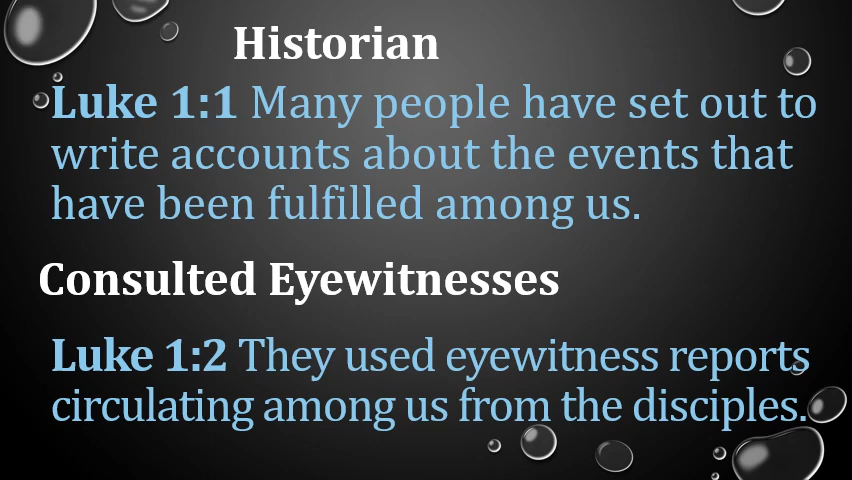 Historian
Luke 1:1 Many people have set out to
write accounts about the events that
have been fulfilled among us.
Consulted Eyewitnesses
Luke 1:2 They used eyewitness reports
circulating among us from the disciples.